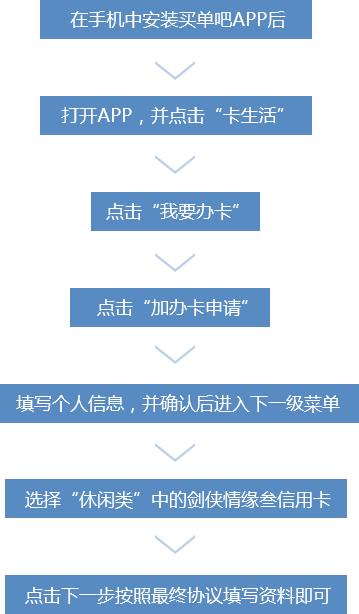 在手机中安装买单吧APP后
打开APP，并点击“卡生活”
点击“我要办卡”
点击“加办卡申请”
填写个人信息，并确认后进入下一级菜单
选择“休闲类”中的剑侠情缘叁信用卡
点击下一步按照最终协议填写资料即可